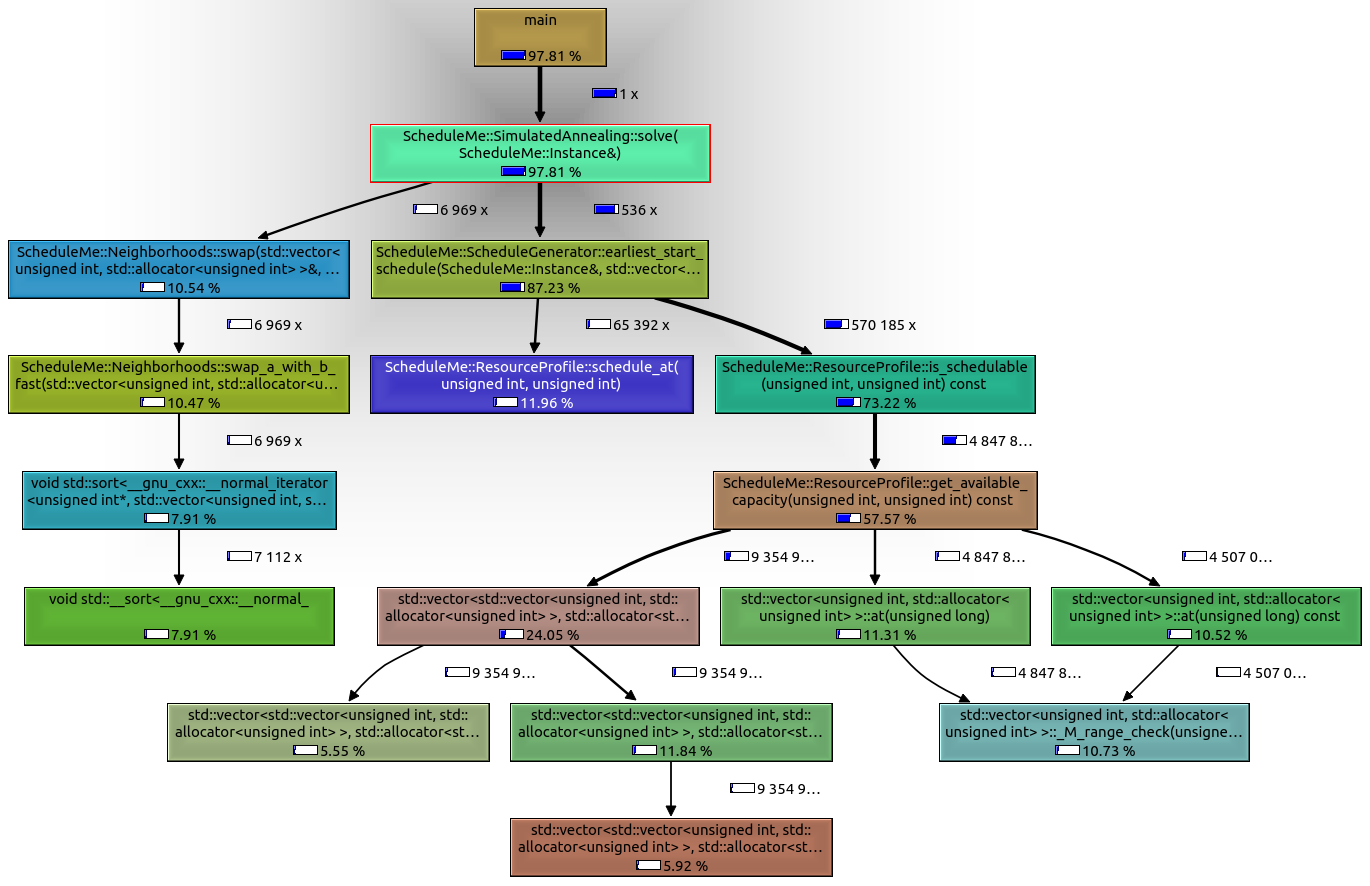 main
97.81 %
1 x
ScheduleMe::SimulatedAnnealing::solve(
ScheduleMe::Instance&)
97.81 %
6 969 x
536 x
ScheduleMe::Neighborhoods::swap(std::vector<
unsigned int, std::allocator<unsigned int> >&, ...
10.54 %
ScheduleMe::ScheduleGenerator::earliest_start_
schedule(ScheduleMe::Instance&, std::vector<...
87.23 %
6 969 x
65 392 x
570 185 x
ScheduleMe::Neighborhoods::swap_a_with_b_
fast(std::vector<unsigned int, std::allocator<u...
10.47 %
ScheduleMe::ResourceProfile::schedule_at(
unsigned int, unsigned int)
11.96 %
ScheduleMe::ResourceProfile::is_schedulable
(unsigned int, unsigned int) const
73.22 %
6 969 x
4 847 8...
void std::sort<__gnu_cxx::__normal_iterator
<unsigned int*, std::vector<unsigned int, s...
7.91 %
ScheduleMe::ResourceProfile::get_available_
capacity(unsigned int, unsigned int) const
57.57 %
7 112 x
9 354 9...
4 847 8...
4 507 0...
void std::__sort<__gnu_cxx::__normal_
7.91 %
std::vector<std::vector<unsigned int, std::
allocator<unsigned int> >, std::allocator<st...
24.05 %
std::vector<unsigned int, std::allocator<
unsigned int> >::at(unsigned long)
11.31 %
std::vector<unsigned int, std::allocator<
unsigned int> >::at(unsigned long) const
10.52 %
9 354 9...
9 354 9...
4 847 8...
4 507 0...
std::vector<std::vector<unsigned int, std::
allocator<unsigned int> >, std::allocator<st...
5.55 %
std::vector<std::vector<unsigned int, std::
allocator<unsigned int> >, std::allocator<st...
11.84 %
std::vector<unsigned int, std::allocator<
unsigned int> >::_M_range_check(unsigne...
10.73 %
9 354 9...
std::vector<std::vector<unsigned int, std::
allocator<unsigned int> >, std::allocator<st...
5.92 %